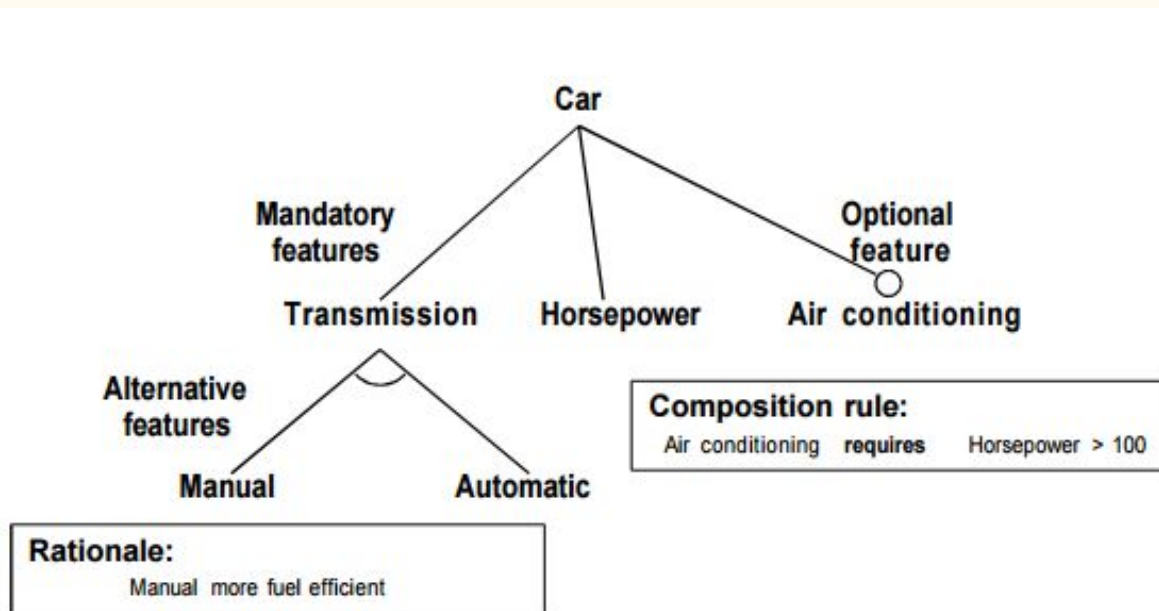 Car
Mandatory
features
Optional
feature
Transmission
Horsepower
Air conditioning
Alternative
features
Composition rule:
Air conditioning requires Horsepower > 100
Manual
Automatic
Rationale:
Manual more fuel efficient